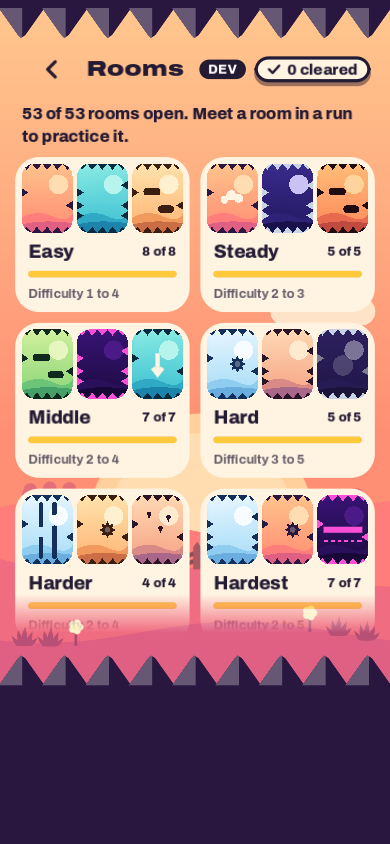 Rooms DEV 0 cleared
53 of 53 rooms open. Meet a room in a run
to practice it.
Easy 8 of 8
Difficulty 1 to 4
Steady 5 of 5
Difficulty 2 to 3
Middle 7 of 7
Difficulty 2 to 4
Hard 5 of 5
Difficulty 3 to 5
Harder 4 of 4
Difficulty 2 to 4
Hardest 7 of 7
Difficulty 2 to 5